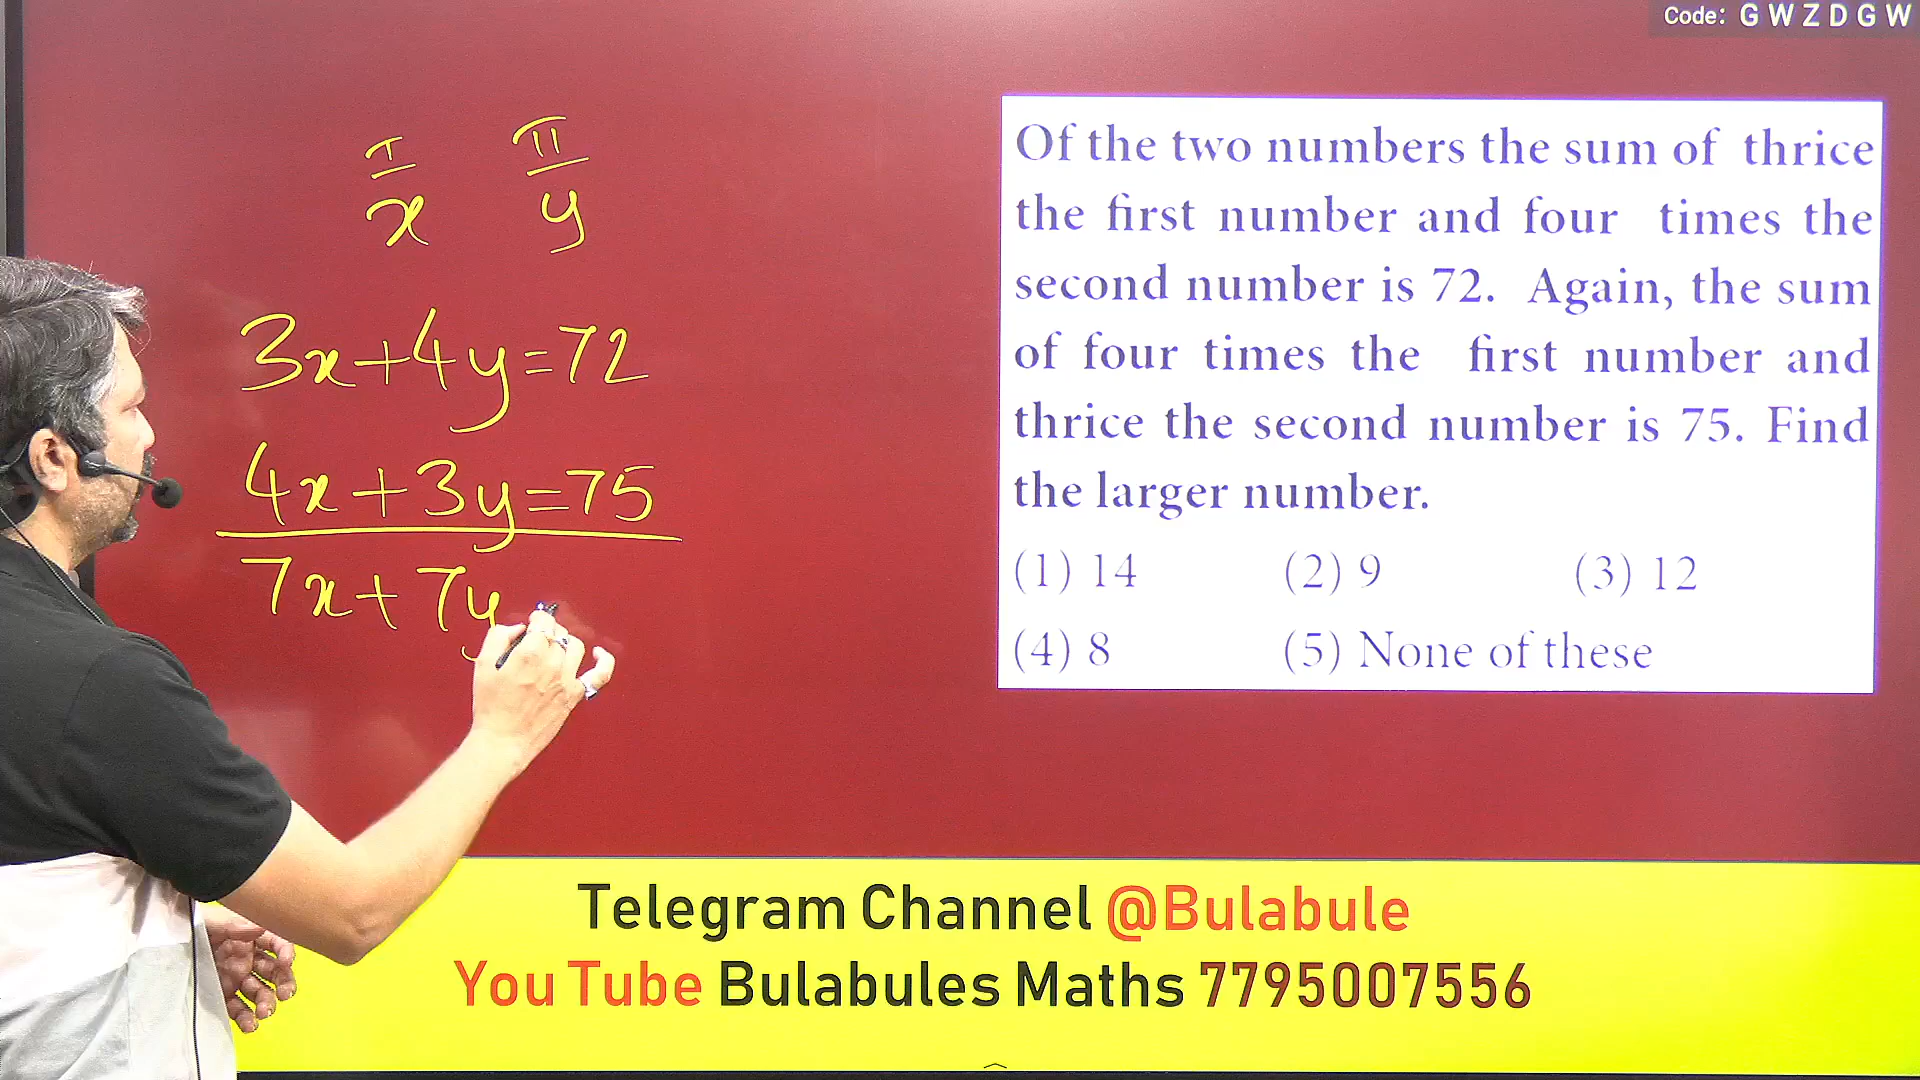 Code: G W Z D G W
I II
x y
3x+4y=72
4x+3y=75
7x+7y
Of the two numbers the sum of thrice
the first number and four times the
second number is 72. Again, the sum
of four times the first number and
thrice the second number is 75. Find
the larger number.
(1) 14 (2) 9 (3) 12
(4) 8 (5) None of these
Telegram Channel @Bulabule
You Tube Bulabules Maths 7795007556